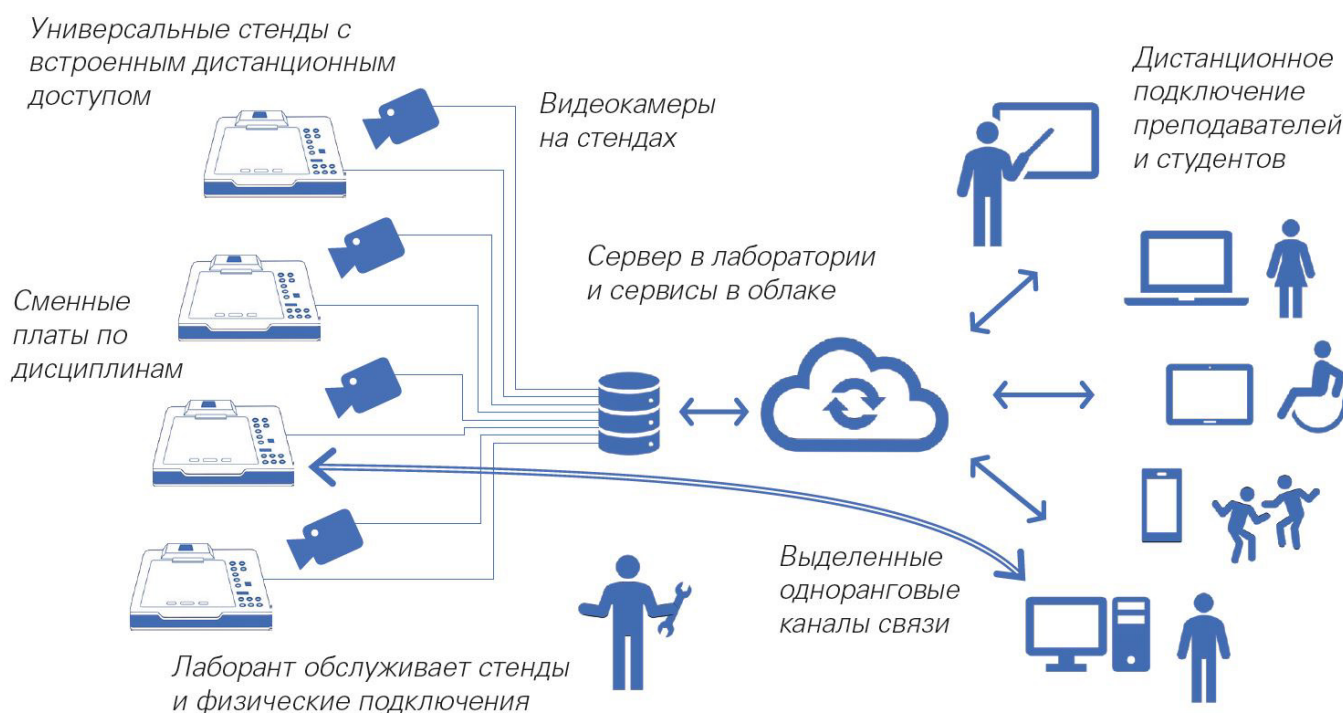 Универсальные стенды с
встроенным дистанционным
доступом
Видеокамеры
на стендах
Дистанционное
подключение
преподавателей
и студентов
Сервер в лаборатории
и сервисы в облаке
Сменные
платы по
дисциплинам
Выделенные
одноранговые
каналы связи
Лаборант обслуживает стенды
и физические подключения